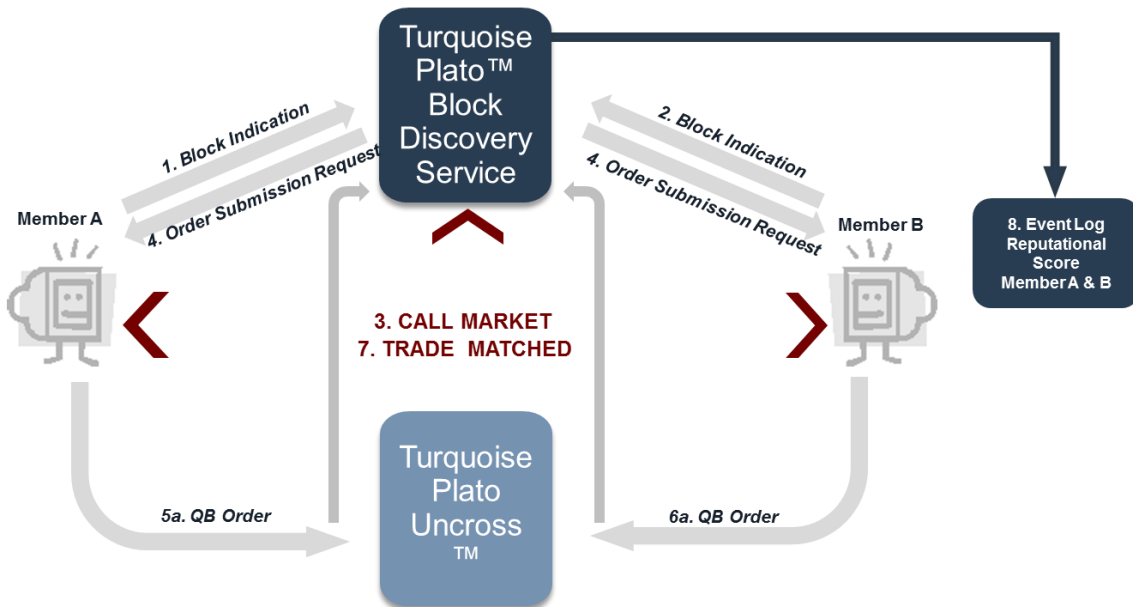 Turquoise
Plato™
Block
Discovery
Service
1. Block Indication
4. Order Submission Request
2. Block Indication
4. Order Submission Request
Member A
Member B
8. Event Log
Reputational
Score
Member A & B
3. CALL MARKET
7. TRADE MATCHED
Turquoise
Plato
Uncross
™
5a. QB Order
6a. QB Order